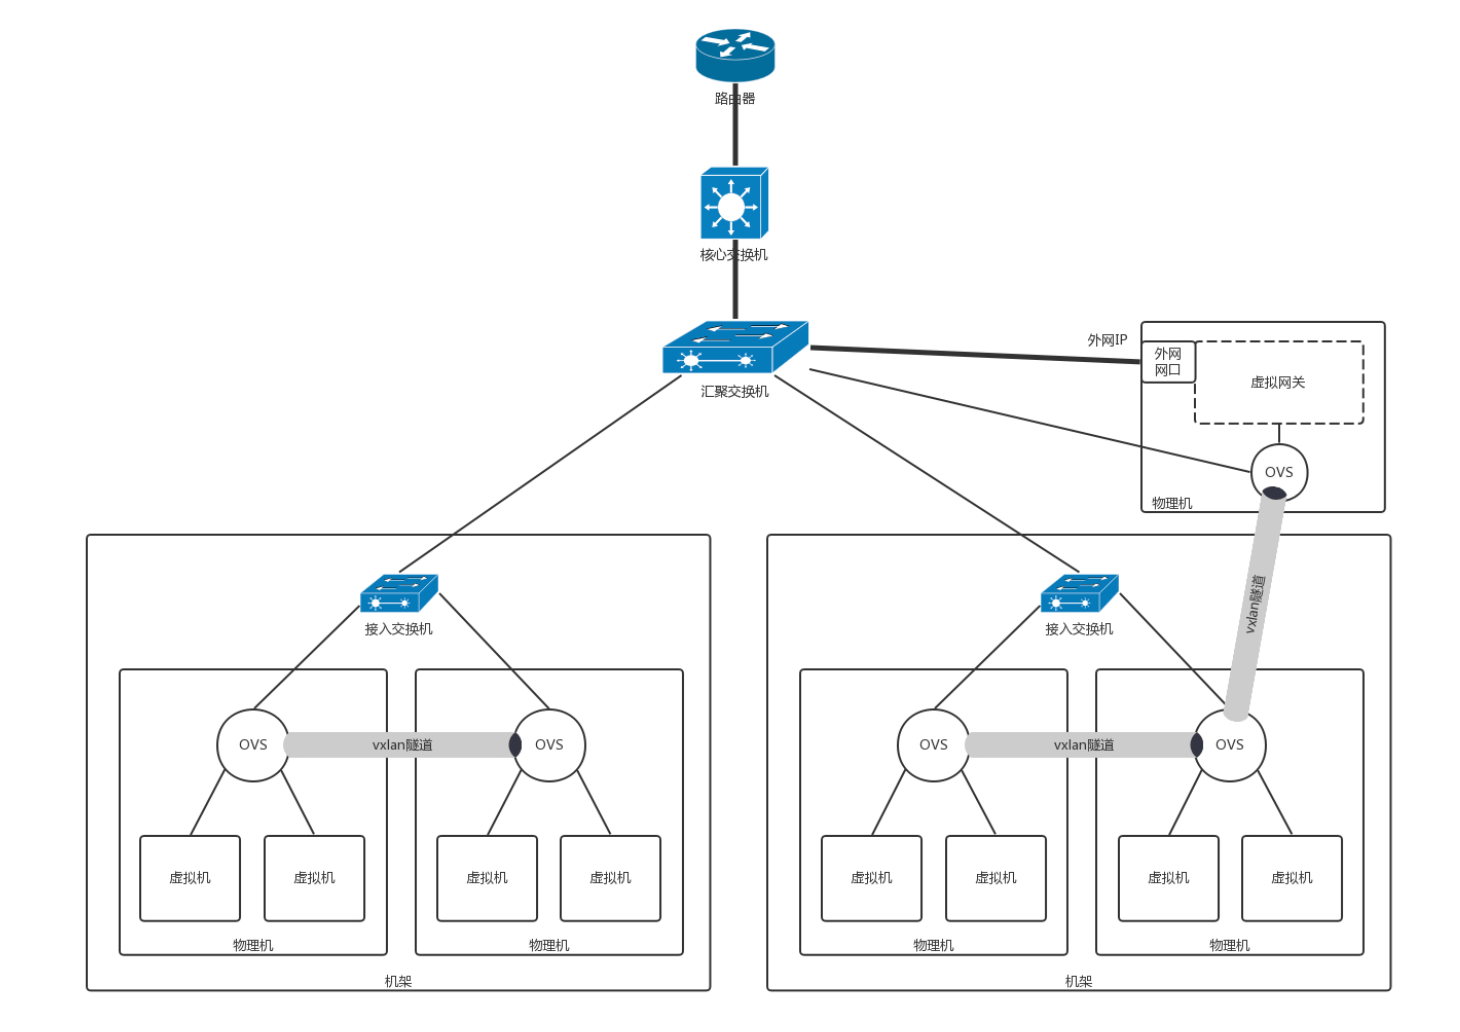 路由器
核心交换机
汇聚交换机
外网IP
外网
网口
虚拟网关
OVS
物理机
vxlan隧道
接入交换机
接入交换机
OVS
vxlan隧道
OVS
OVS
vxlan隧道
OVS
虚拟机
虚拟机
虚拟机
虚拟机
虚拟机
虚拟机
虚拟机
虚拟机
物理机
物理机
物理机
物理机
机架
机架